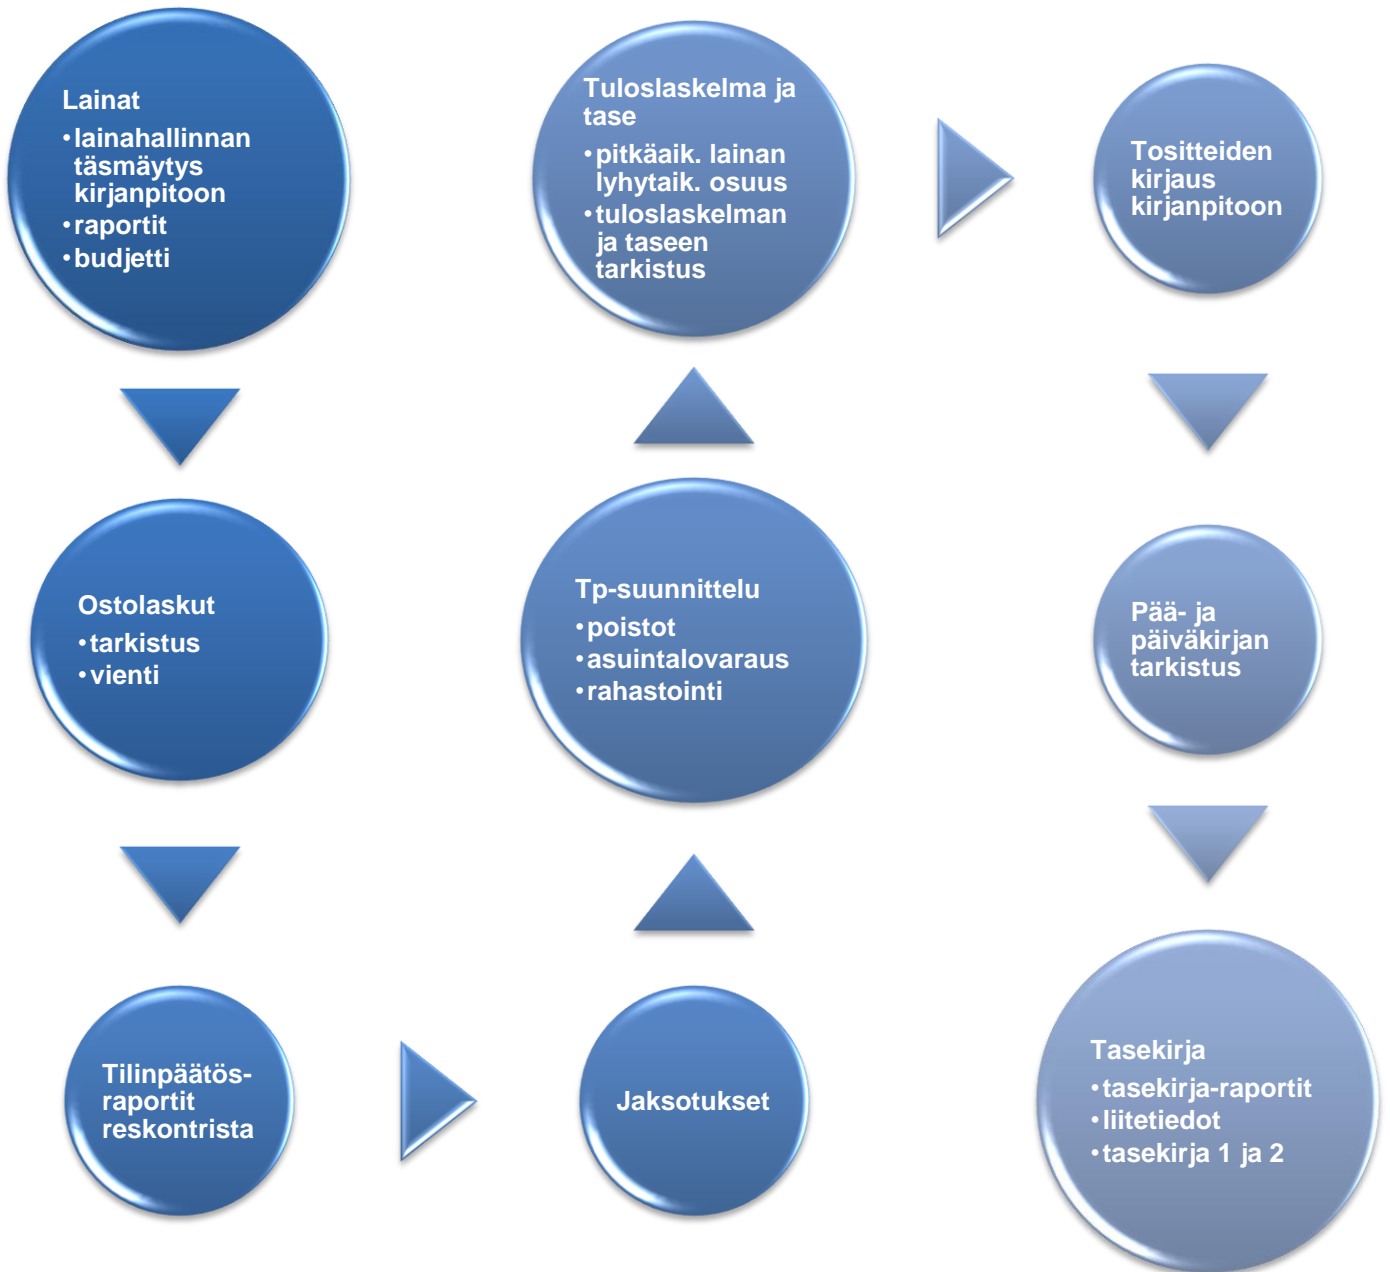 Lainat
•lainahallinnan
täsmäytys
kirjanpitoon
•raportit
•budjetti
Ostolaskut
•tarkistus
•vienti
Tilinpäätös-
raportit
reskontrista
Jaksotukset
Tp-suunnittelu
•poistot
•asuintalovaraus
•rahastointi
Tuloslaskelma ja
tase
•pitkäaik. lainan
lyhytaik. osuus
•tuloslaskelman
ja taseen
tarkistus
Tositteiden
kirjaus
kirjanpitoon
Pää- ja
päiväkirjan
tarkistus
Tasekirja
•tasekirja-raportit
•liitetiedot
•tasekirja 1 ja 2